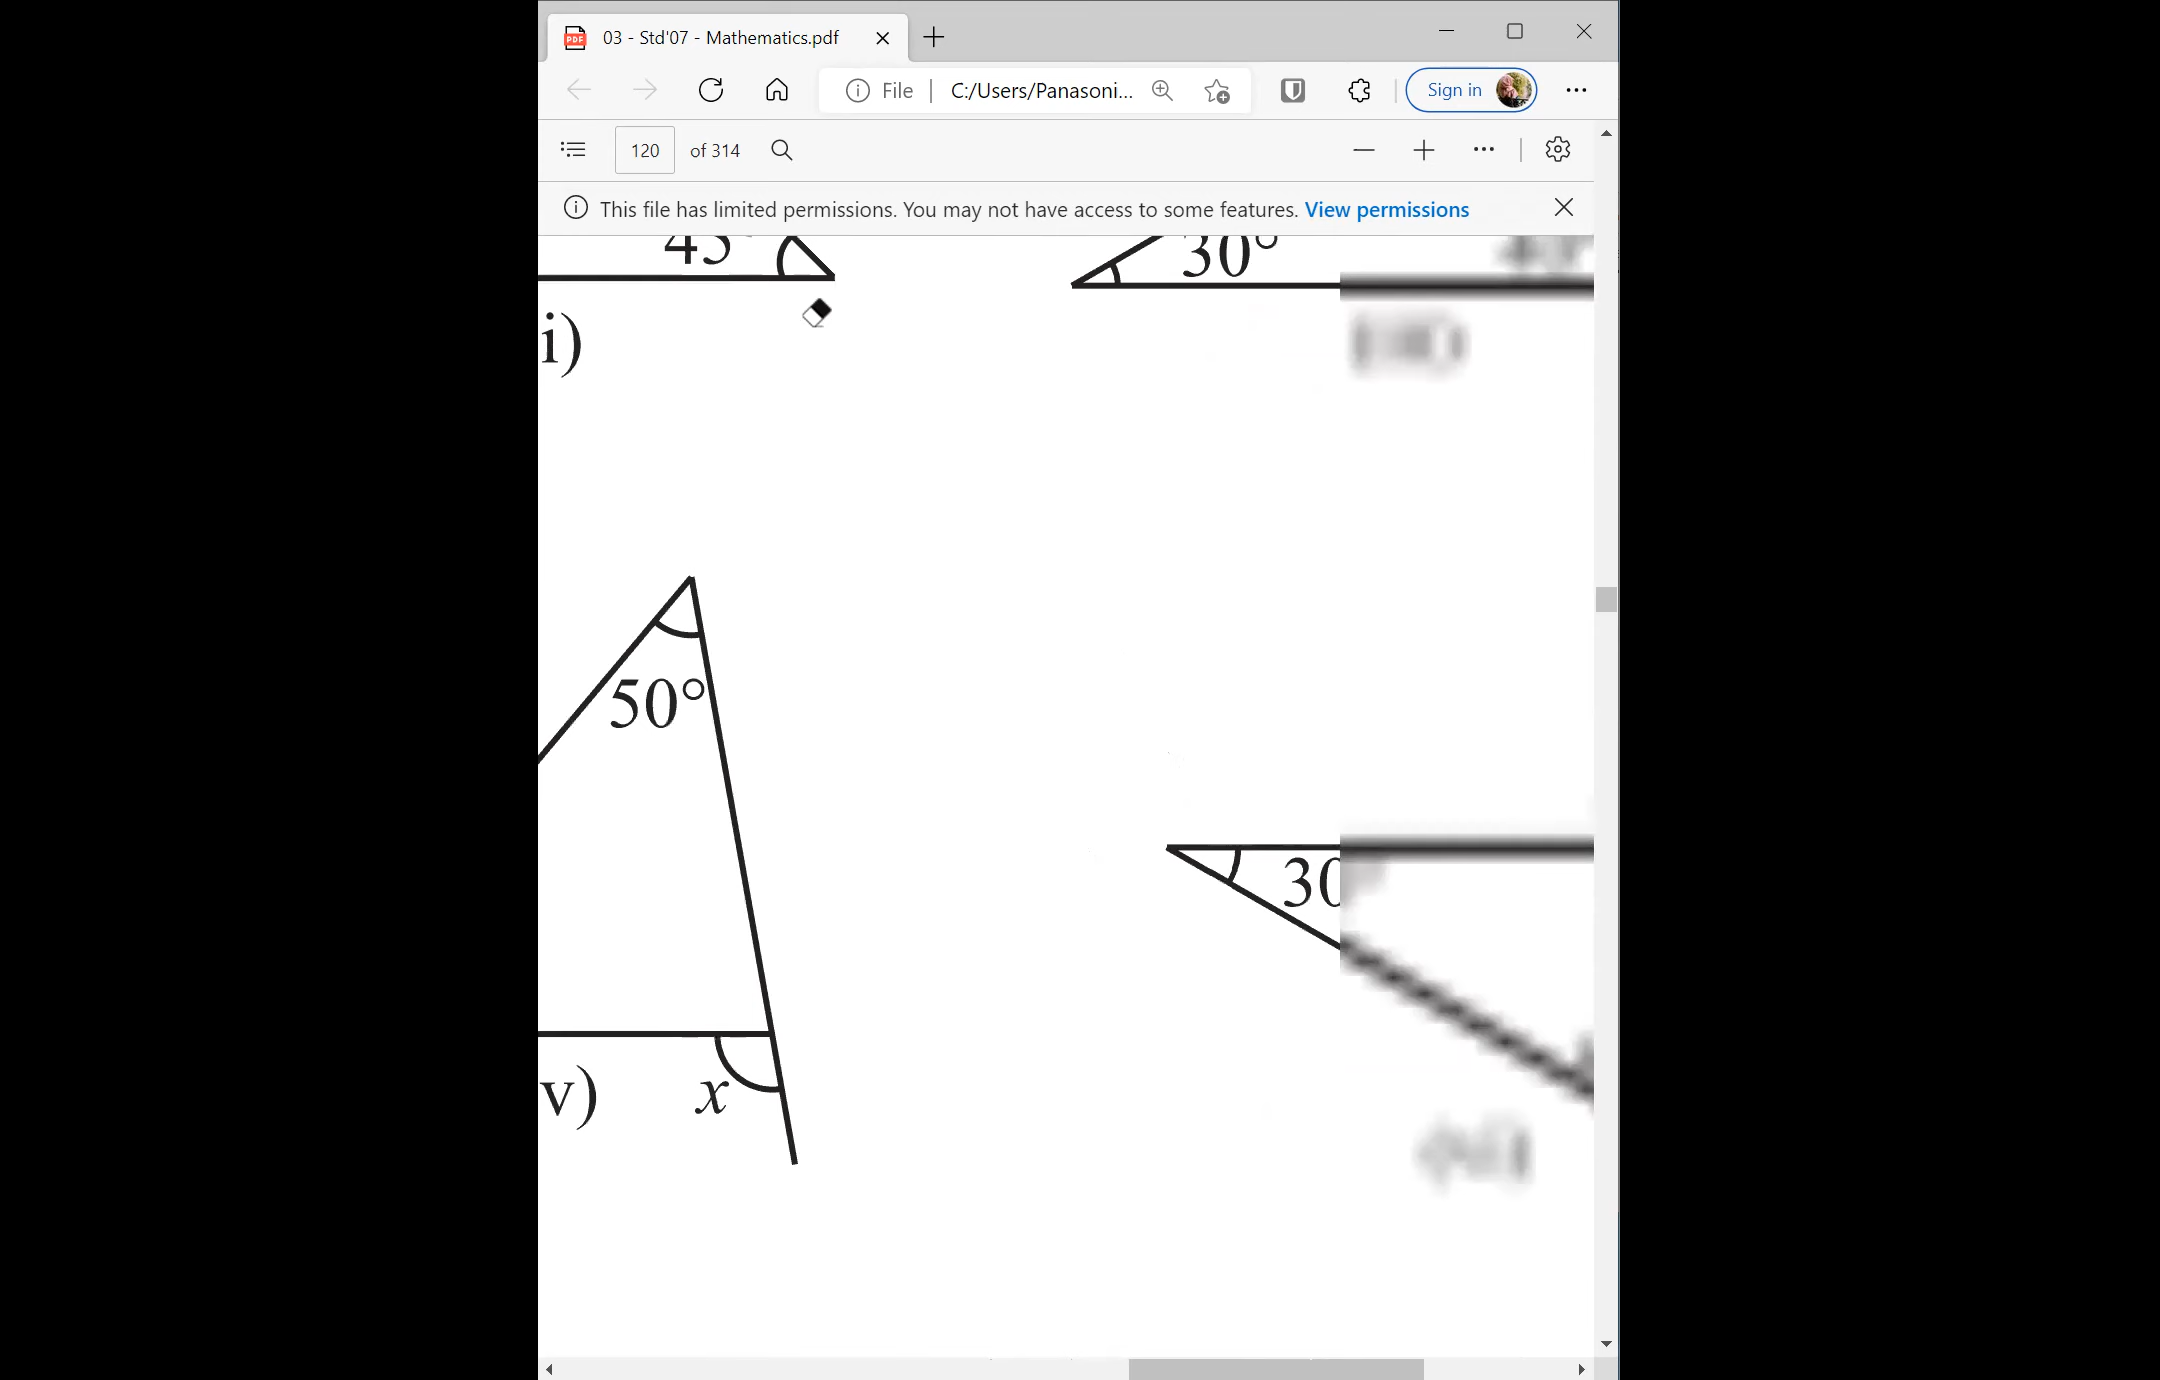 03 - Std'07 - Mathematics.pdf
File C:/Users/Panasoni...
Sign in
120 of 314
This file has limited permissions. You may not have access to some features. View permissions
30°
i)
50°
30
v) x